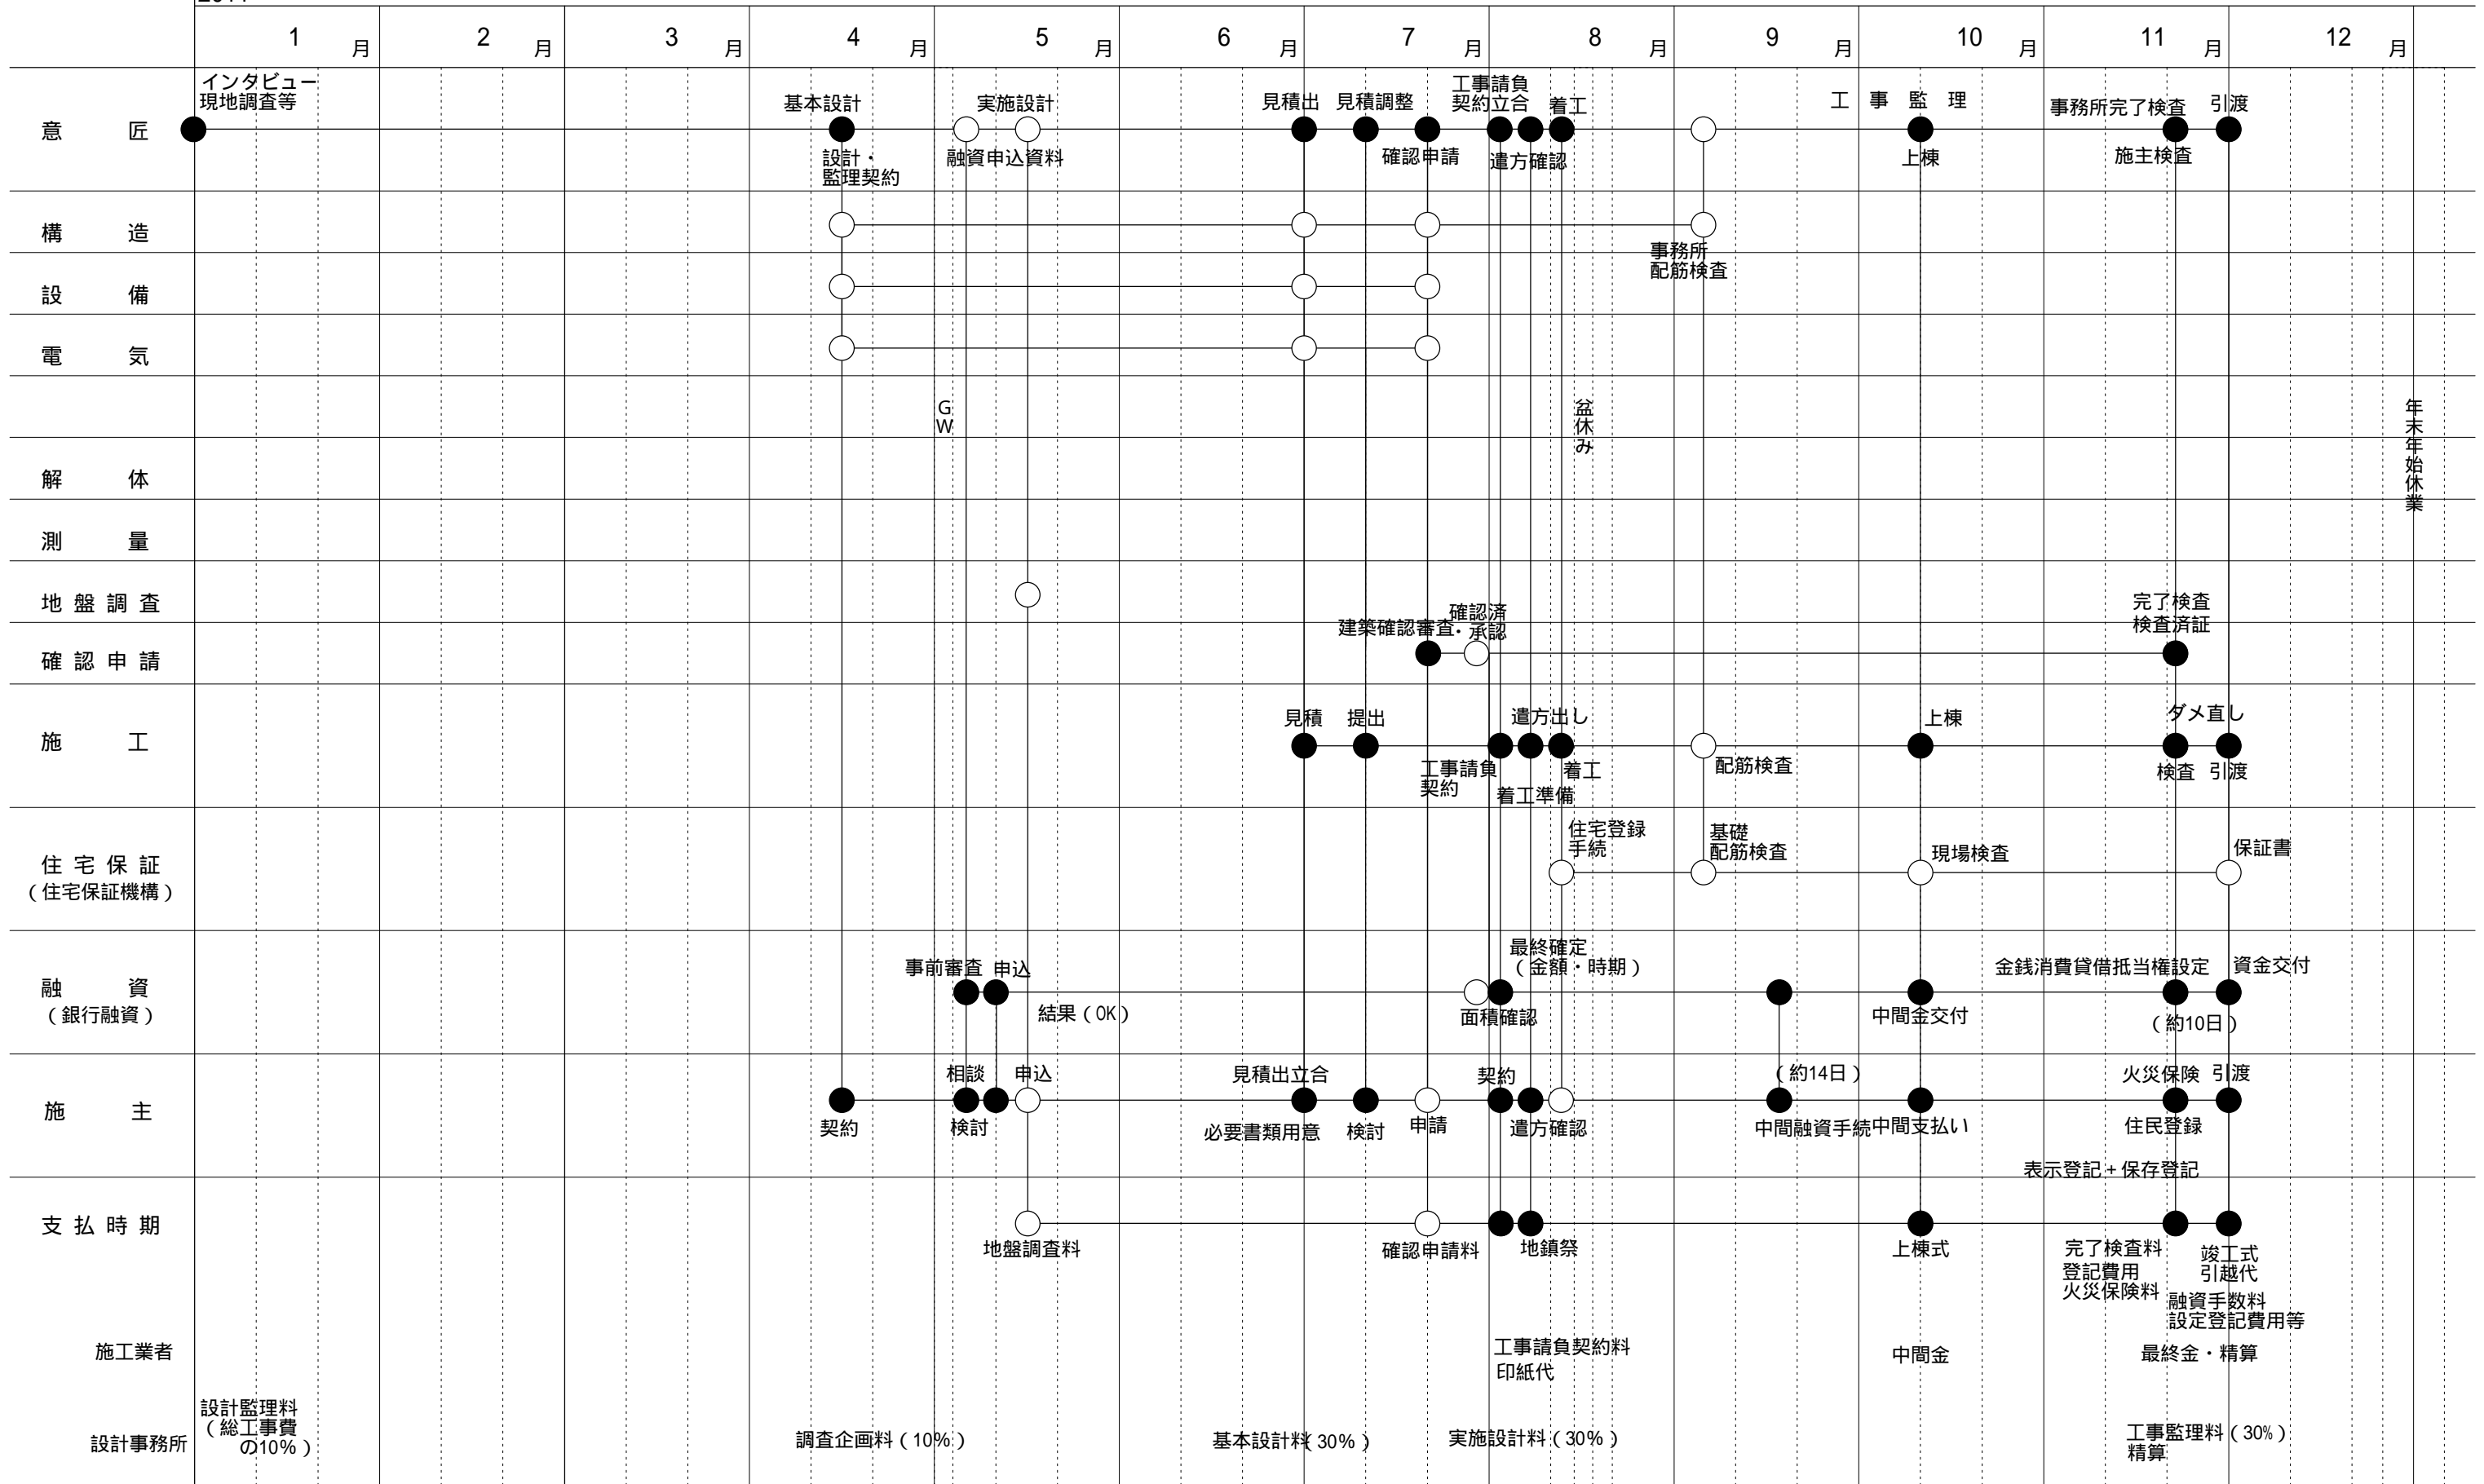 1月 2月 3月 4月 5月 6月 7月 8月 9月 10月 11月 12月
意匠
インタビュー
現地調査等
基本設計
設計・
監理契約
実施設計
融資申込資料
見積出 見積調整
確認申請
工事請負
契約立合
着工
遣方確認
工事監理
上棟
事務所完了検査 引渡
施主検査
構造
事務所
配筋検査
設備
電気
GW
盆休み
年末年始休業
解体
測量
地盤調査
確認申請
建築確認審査
確認済
・承認
完了検査
検査済証
施工
見積 提出
工事請負
契約
遣方出し
着工
着工準備
配筋検査
上棟
ダメ直し
検査 引渡
住宅保証
(住宅保証機構)
住宅登録
手続
基礎
配筋検査
現場検査
保証書
融資
(銀行融資)
事前審査 申込
結果(OK)
最終確定
(金額・時期)
面積確認
中間金交付
金銭消費貸借抵当権設定 資金交付
(約10日)
施主
契約
相談 申込
検討
見積出立合
必要書類用意 検討 申請
契約
遣方確認
(約14日)
中間融資手続 中間支払い
火災保険 引渡
住民登録
表示登記+保存登記
支払時期
地盤調査料
確認申請料
地鎮祭
上棟式
完了検査料
登記費用
火災保険料
竣工式
引越代
融資手数料
設定登記費用等
施工業者
工事請負契約料
印紙代
中間金
最終金・精算
設計事務所
設計監理料
(総工事費
の10%)
調査企画料(10%)
基本設計料(30%)
実施設計料(30%)
工事監理料(30%)
精算